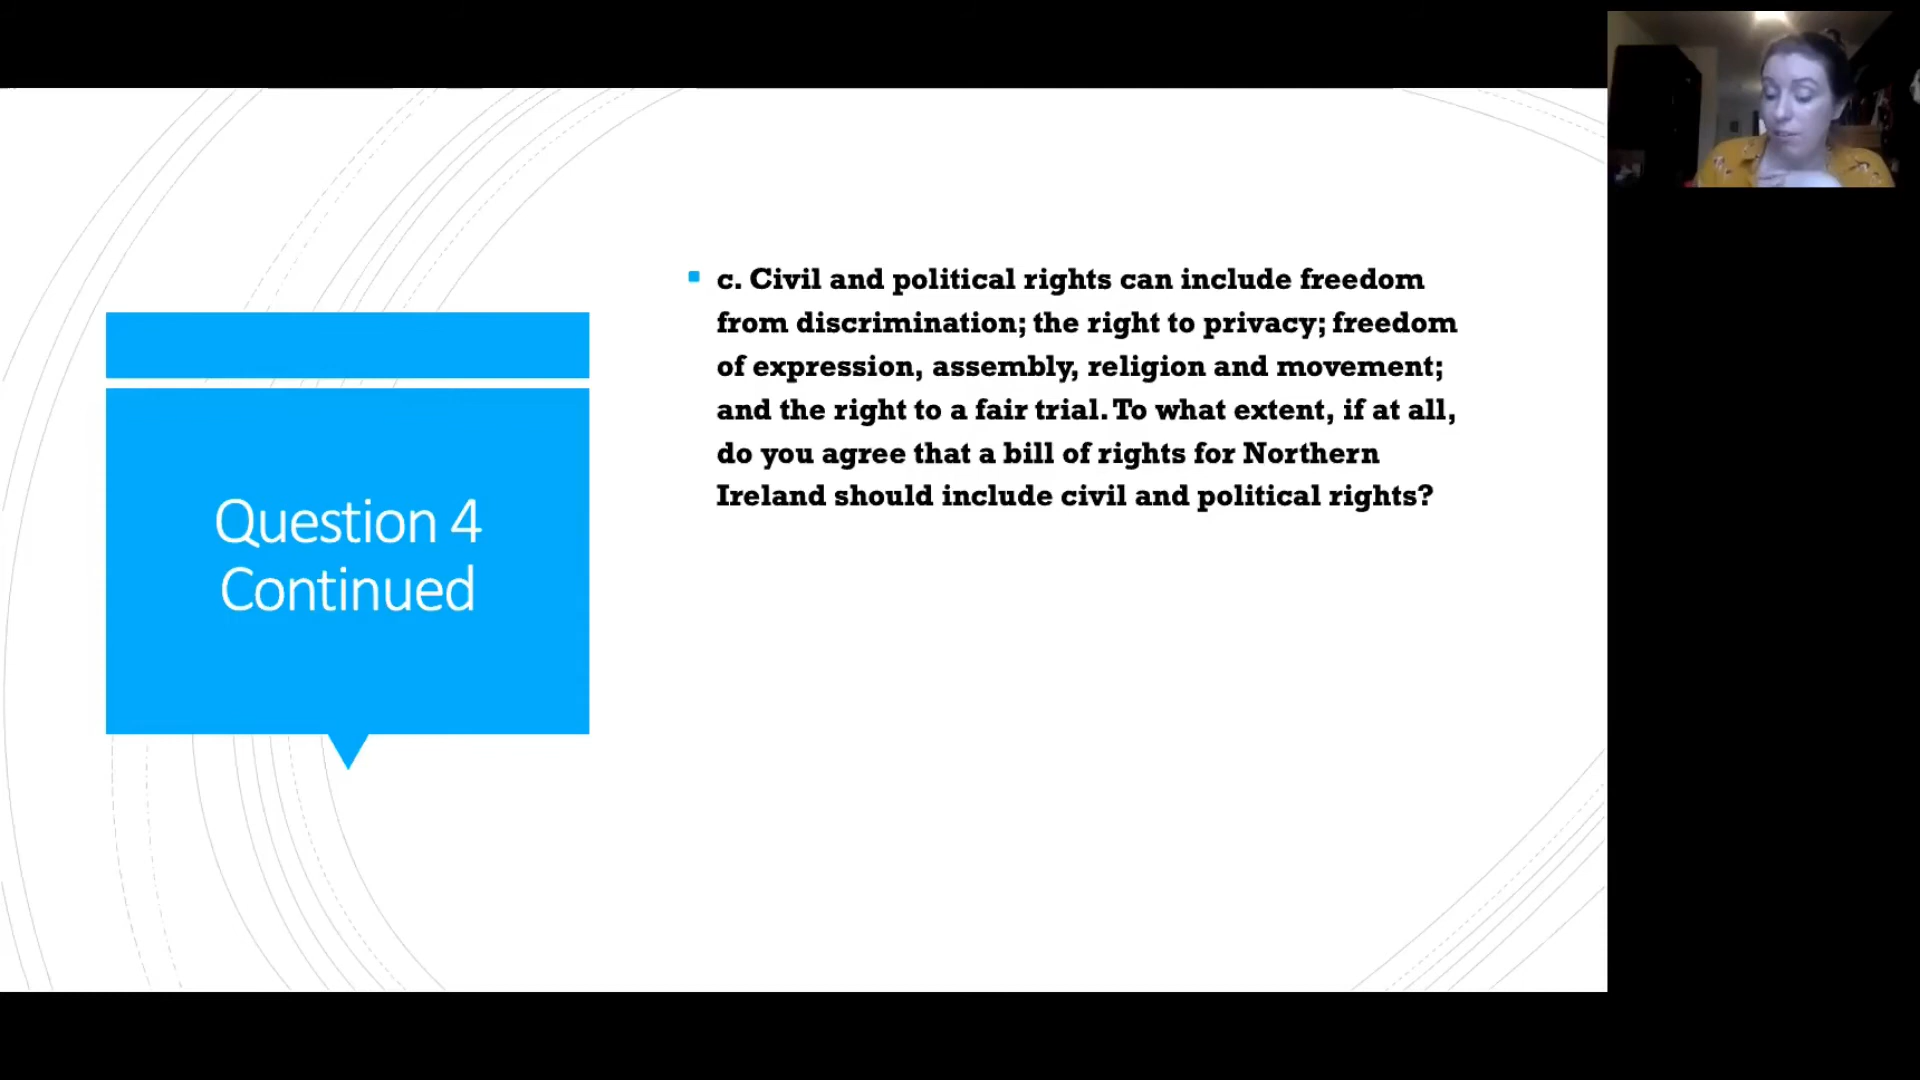 Question 4
Continued
c. Civil and political rights can include freedom
from discrimination; the right to privacy; freedom
of expression, assembly, religion and movement;
and the right to a fair trial. To what extent, if at all,
do you agree that a bill of rights for Northern
Ireland should include civil and political rights?